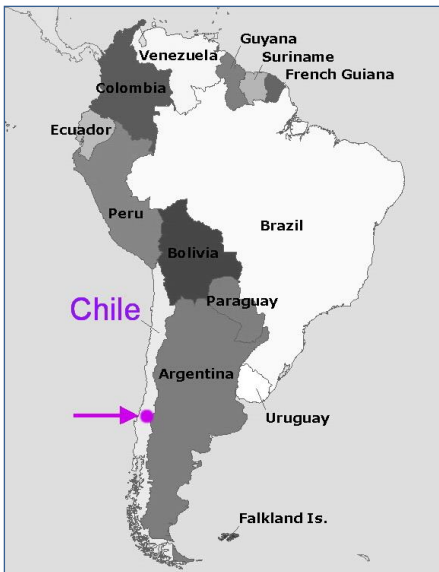 Venezuela
Guyana
Suriname
French Guiana
Colombia
Ecuador
Peru
Brazil
Bolivia
Chile
Paraguay
Argentina
Uruguay
Falkland Is.